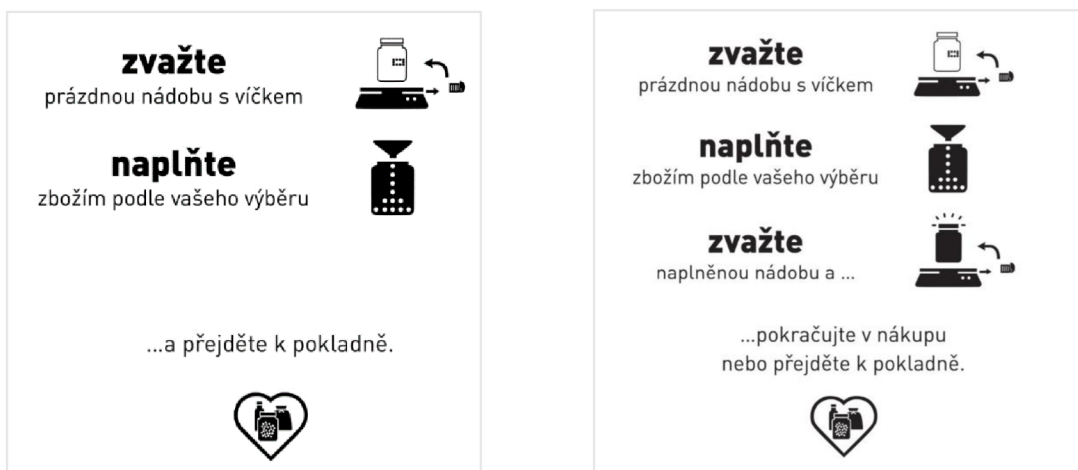 zvažte
prázdnou nádobu s víčkem
naplňte
zbožím podle vašeho výběru
...a přejděte k pokladně.
zvažte
prázdnou nádobu s víčkem
naplňte
zbožím podle vašeho výběru
zvažte
naplněnou nádobu a ...
...pokračujte v nákupu
nebo přejděte k pokladně.